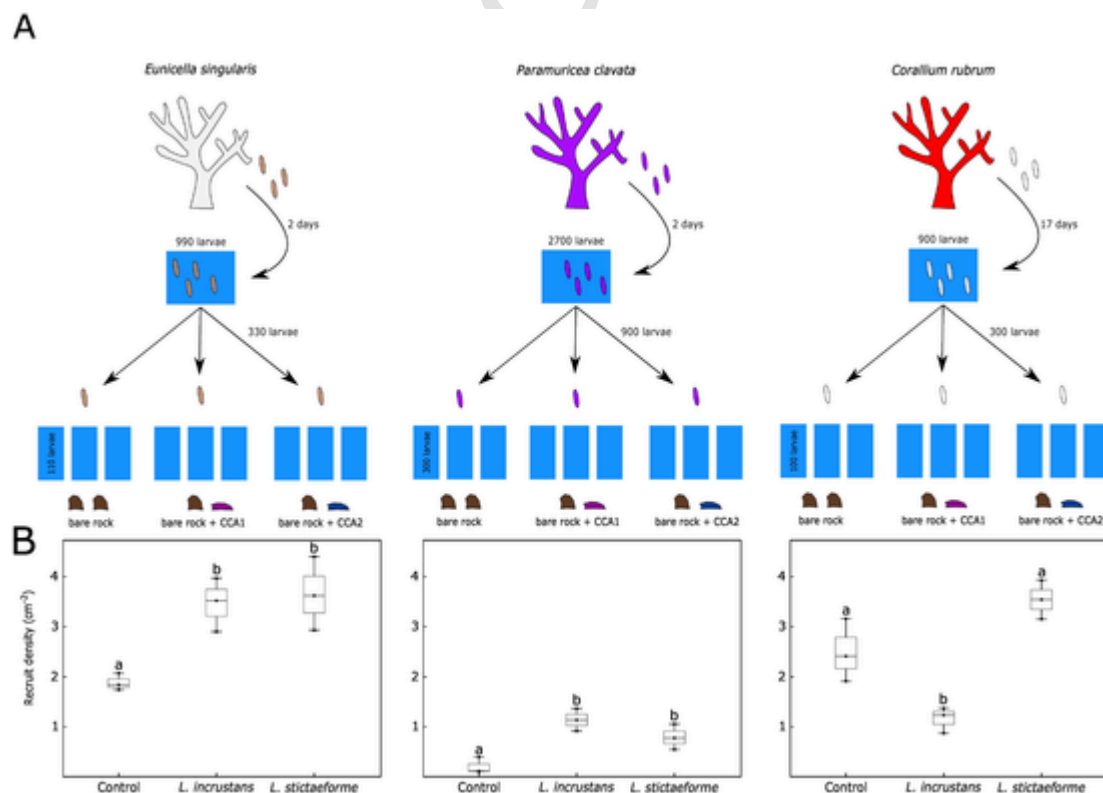 A
Eunicella singularis
Paramuricea clavata
Corallium rubrum
2 days
2 days
17 days
990 larvae
2700 larvae
900 larvae
330 larvae
900 larvae
300 larvae
110 larvae
300 larvae
100 larvae
bare rock
bare rock + CCA1
bare rock + CCA2
bare rock
bare rock + CCA1
bare rock + CCA2
bare rock
bare rock + CCA1
bare rock + CCA2
B
Recruit density (cm⁻²)
4
3
2
1
a
b
b
Control
L. incrustans
L. stictaeforme
4
3
2
1
a
b
b
Control
L. incrustans
L. stictaeforme
4
3
2
1
a
b
a
Control
L. incrustans
L. stictaeforme